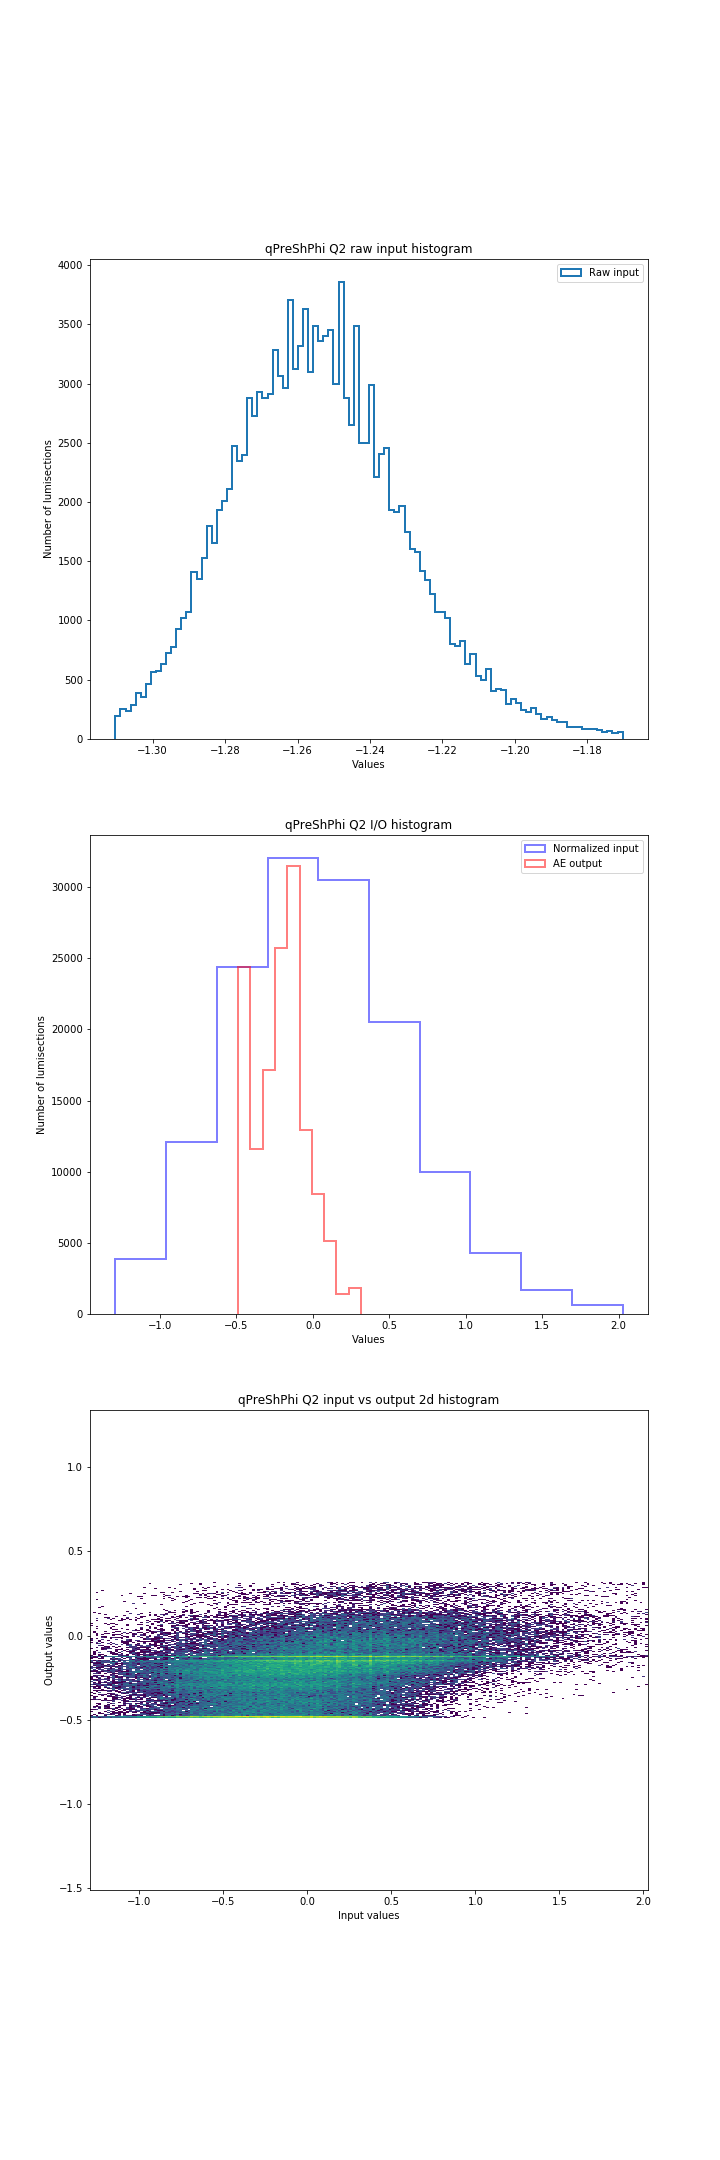 qPreShPhi Q2 raw input histogram
Raw input
4000
3500
3000
2500
2000
1500
1000
500
0
Number of lumisections
−1.30 −1.28 −1.26 −1.24 −1.22 −1.20 −1.18
Values
qPreShPhi Q2 I/O histogram
Normalized input
AE output
30000
25000
20000
15000
10000
5000
0
Number of lumisections
−1.0 −0.5 0.0 0.5 1.0 1.5 2.0
Values
qPreShPhi Q2 input vs output 2d histogram
1.0
0.5
0.0
−0.5
−1.0
−1.5
Output values
−1.0 −0.5 0.0 0.5 1.0 1.5 2.0
Input values